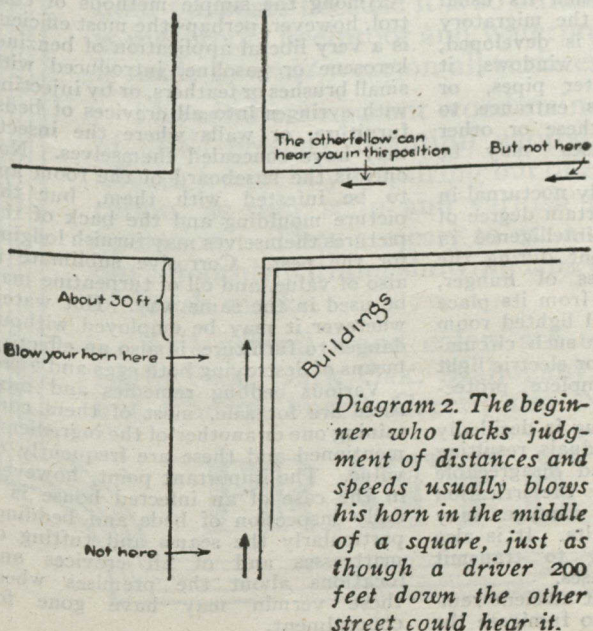 The "other fellow" can
hear you in this position
But not here
About 30 ft
Blow your horn here
Not here
Buildings
Diagram 2. The begin-
ner who lacks judg-
ment of distances and
speeds usually blows
his horn in the middle
of a square, just as
though a driver 200
feet down the other
street could hear it.